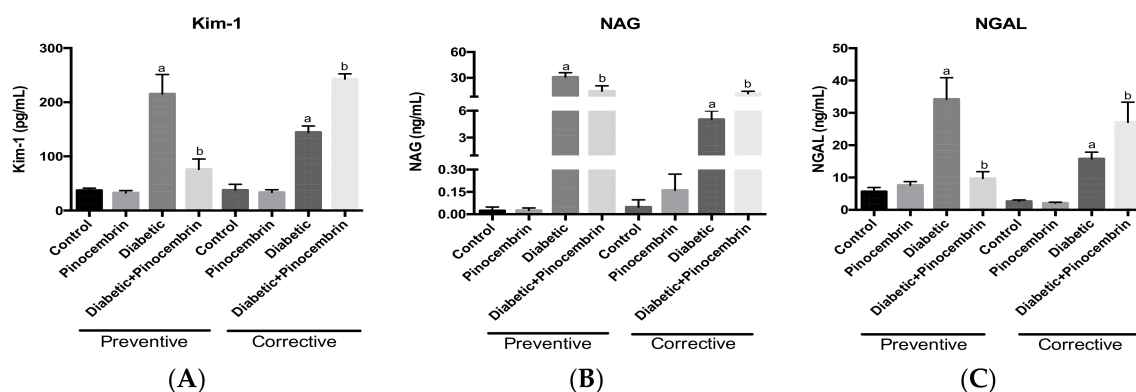 Kim-1
300
200
100
0
Kim-1 (pg/mL)
a
b
a
b
Control
Pinocembrin
Diabetic
Diabetic+Pinocembrin
Control
Pinocembrin
Diabetic
Diabetic+Pinocembrin
Preventive
Corrective
(A)
NAG
60
30
6
3
0.30
0.15
0.00
NAG (ng/mL)
a
b
a
b
Control
Pinocembrin
Diabetic
Diabetic+Pinocembrin
Control
Pinocembrin
Diabetic
Diabetic+Pinocembrin
Preventive
Corrective
(B)
NGAL
50
40
30
20
10
0
NGAL (ng/mL)
a
b
a
b
Control
Pinocembrin
Diabetic
Diabetic+Pinocembrin
Control
Pinocembrin
Diabetic
Diabetic+Pinocembrin
Preventive
Corrective
(C)